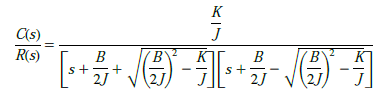 C(s)/R(s) = (K/J) / ([s + B/2J + √((B/2J)² − K/J)][s + B/2J − √((B/2J)² − K/J)])